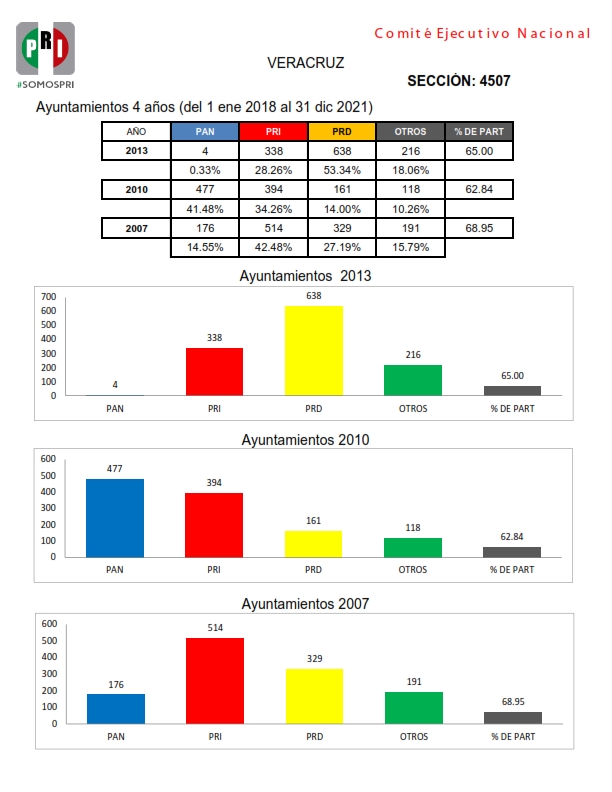 Comité Ejecutivo Nacional
PRI
#SOMOSPRI
VERACRUZ
SECCIÓN: 4507
Ayuntamientos 4 años (del 1 ene 2018 al 31 dic 2021)
AÑO PAN PRI PRD OTROS % DE PART
2013 4 338 638 216 65.00
0.33% 28.26% 53.34% 18.06%
2010 477 394 161 118 62.84
41.48% 34.26% 14.00% 10.26%
2007 176 514 329 191 68.95
14.55% 42.48% 27.19% 15.79%
Ayuntamientos 2013
700
600
500
400
300
200
100
0
4 338 638 216 65.00
PAN PRI PRD OTROS % DE PART
Ayuntamientos 2010
600
500
400
300
200
100
0
477 394 161 118 62.84
PAN PRI PRD OTROS % DE PART
Ayuntamientos 2007
600
500
400
300
200
100
0
176 514 329 191 68.95
PAN PRI PRD OTROS % DE PART